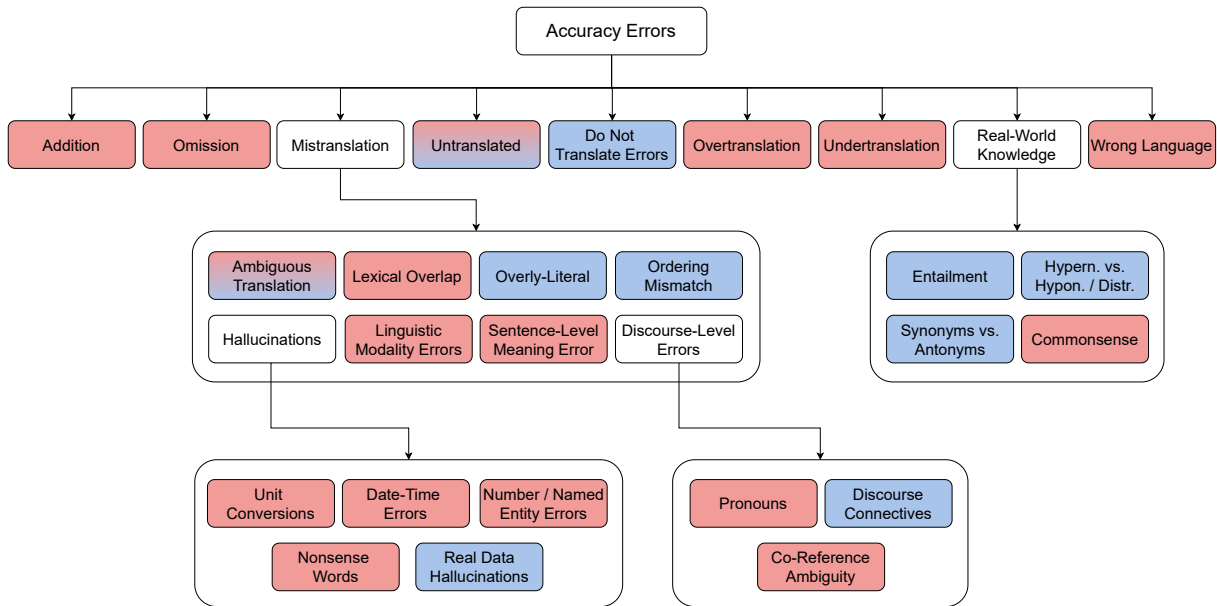 Accuracy Errors
Addition
Omission
Mistranslation
Untranslated
Do Not
Translate Errors
Overtranslation
Undertranslation
Real-World
Knowledge
Wrong Language
Ambiguous
Translation
Lexical Overlap
Overly-Literal
Ordering
Mismatch
Hallucinations
Linguistic
Modality Errors
Sentence-Level
Meaning Error
Discourse-Level
Errors
Entailment
Hypern. vs.
Hypon. / Distr.
Synonyms vs.
Antonyms
Commonsense
Unit
Conversions
Date-Time
Errors
Number / Named
Entity Errors
Nonsense
Words
Real Data
Hallucinations
Pronouns
Discourse
Connectives
Co-Reference
Ambiguity